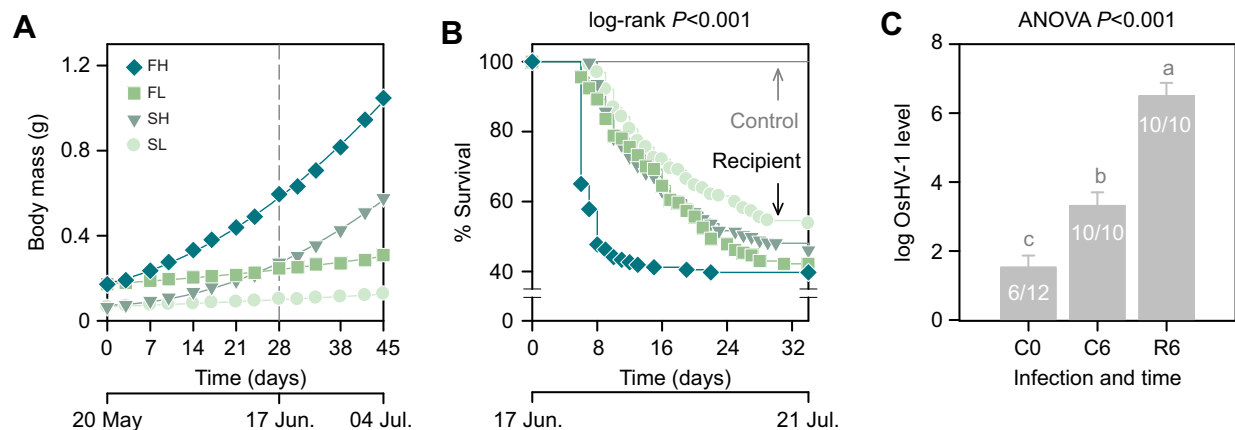 A
Body mass (g)
1.2
0.8
0.4
0
FH
FL
SH
SL
0 7 14 21 28 38 45
Time (days)
20 May 17 Jun. 04 Jul.
B
log-rank P<0.001
% Survival
100
80
60
40
0
Control
Recipient
0 8 16 24 32
Time (days)
17 Jun. 21 Jul.
C
ANOVA P<0.001
log OsHV-1 level
8
6
4
2
0
c
b
a
6/12
10/10
10/10
C0 C6 R6
Infection and time